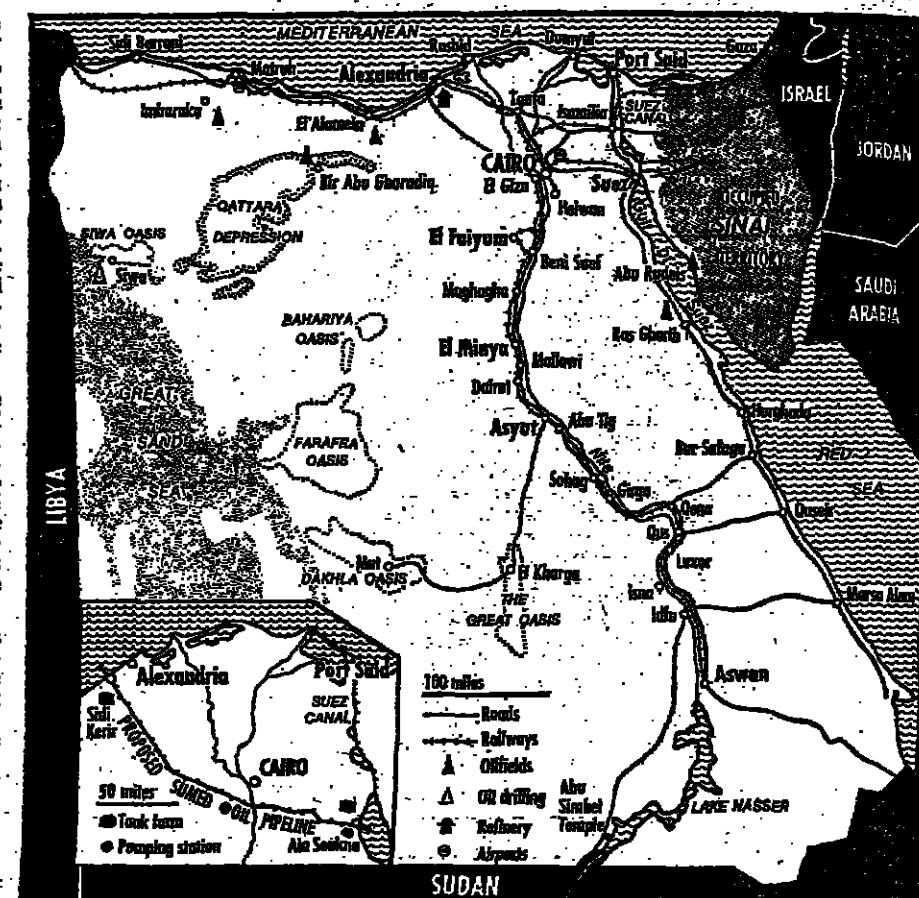 MEDITERRANEAN SEA
Sidi Barrani
Matruh
Alexandria
Rashid
Dumyat
Port Said
Gaza
ISRAEL
JORDAN
SAUDI
ARABIA
Imbaraka
El Alamein
Tanta
Ismailia
SUEZ
CANAL
Bir Abu Gharadiq
CAIRO
El Giza
Suez
Helwan
OCCUPIED
SINAI
TERRITORY
QATTARA
DEPRESSION
SIWA OASIS
Siwa
El Faiyum
Beni Suef
Abu Rudeis
Maghagha
Ras Gharib
BAHARIYA
OASIS
El Minya
Mallawi
Dairut
Hurghada
GREAT
SAND
SEA
FARAFRA
OASIS
Asyut
Abu Tig
Nile
Bur Safaga
RED
SEA
Sohag
Girga
Qena
Qus
Quseir
LIBYA
Mut
DAKHLA OASIS
El Kharga
THE
GREAT OASIS
Luxor
Isna
Idfu
Marsa Alam
Aswan
LAKE NASSER
Abu
Simbel
Temple
100 miles
Roads
Railways
Oilfields
Oil drilling
Refinery
Airports
Alexandria
Port Said
Sidi
Kerir
SUEZ
CANAL
CAIRO
PROPOSED SUMED OIL PIPELINE
50 miles
Tank farm
Pumping station
SUDAN